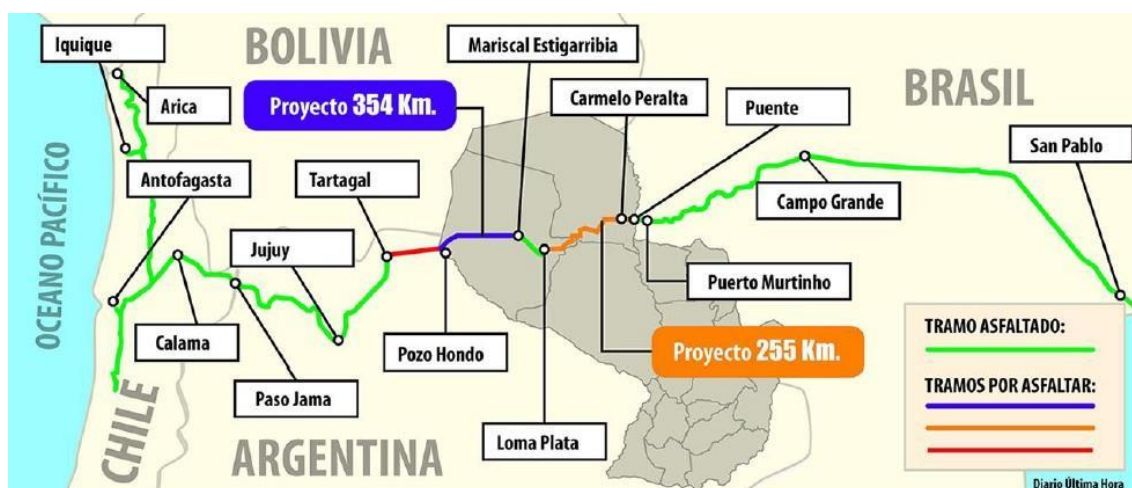 Iquique
BOLIVIA
Mariscal Estigarribia
BRASIL
Arica
Proyecto 354 Km.
Carmelo Peralta
Puente
San Pablo
Antofagasta
Tartagal
Campo Grande
OCEANO PACÍFICO
Jujuy
Puerto Murtinho
Calama
Pozo Hondo
Proyecto 255 Km.
Paso Jama
Loma Plata
CHILE
ARGENTINA
TRAMO ASFALTADO:
TRAMOS POR ASFALTAR:
Diario Última Hora